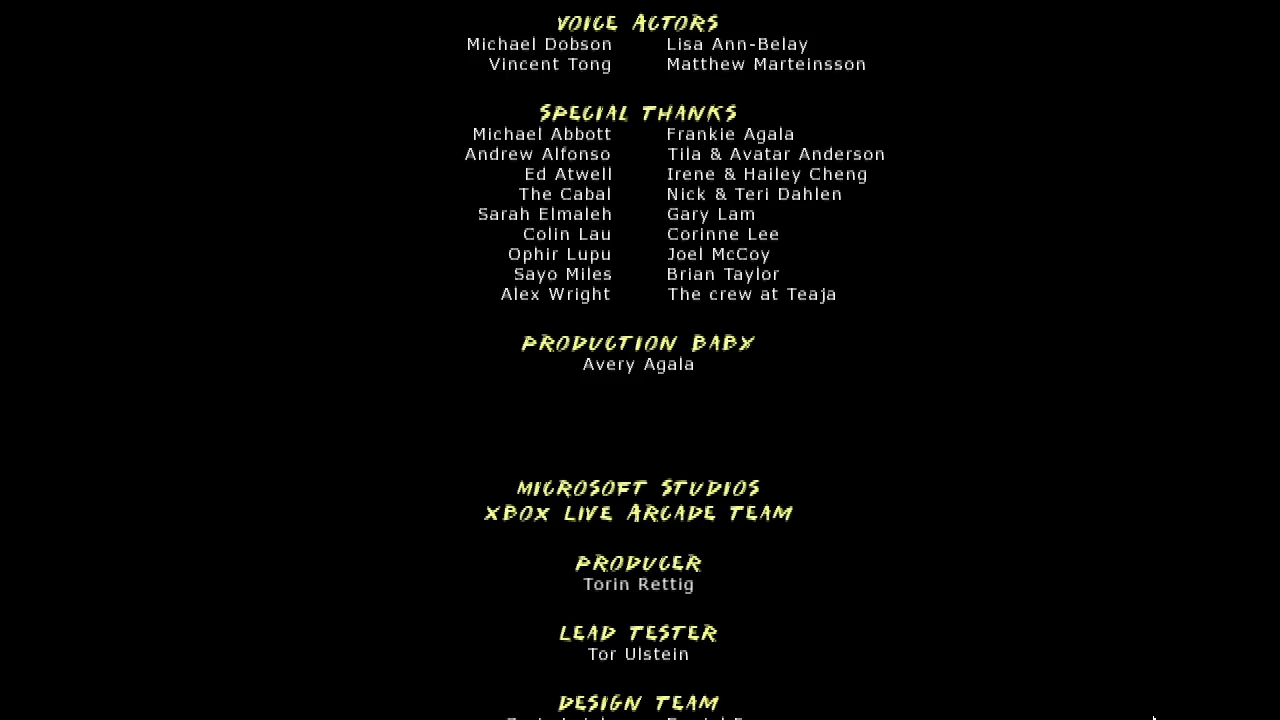 VOICE ACTORS
Michael Dobson Lisa Ann-Belay
Vincent Tong Matthew Marteinsson
SPECIAL THANKS
Michael Abbott Frankie Agala
Andrew Alfonso Tila & Avatar Anderson
Ed Atwell Irene & Hailey Cheng
The Cabal Nick & Teri Dahlen
Sarah Elmaleh Gary Lam
Colin Lau Corinne Lee
Ophir Lupu Joel McCoy
Sayo Miles Brian Taylor
Alex Wright The crew at Teaja
PRODUCTION BABY
Avery Agala
MICROSOFT STUDIOS
XBOX LIVE ARCADE TEAM
PRODUCER
Torin Rettig
LEAD TESTER
Tor Ulstein
DESIGN TEAM